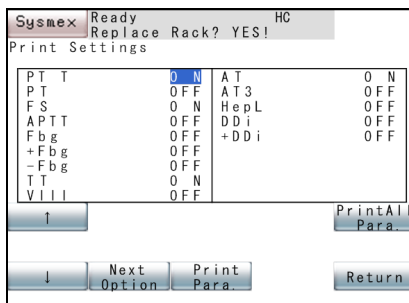 Sysmex Ready HC
Replace Rack? YES!
Print Settings
PT T ON AT ON
PT OFF AT3 OFF
FS ON HepL OFF
APTT OFF DDi OFF
Fbg OFF +DDi OFF
+Fbg OFF
-Fbg OFF
TT ON
VIII OFF
↑ PrintAll Para.
↓ Next Option Print Para. Return